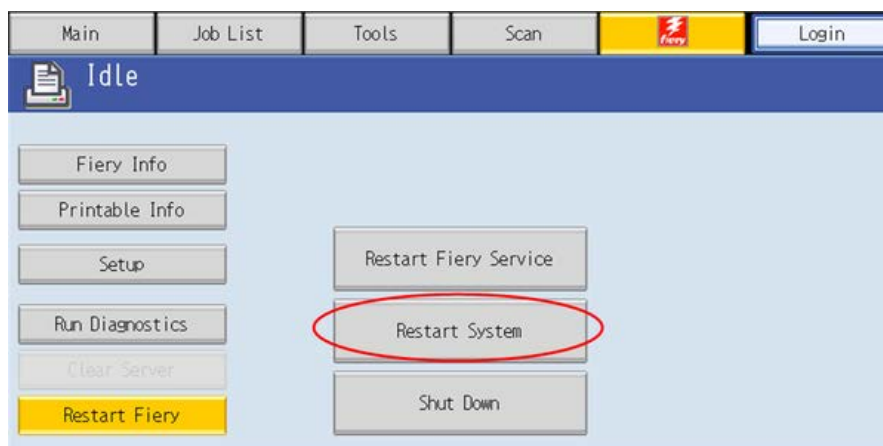 Main
Job List
Tools
Scan
fiery
Login
Idle
Fiery Info
Printable Info
Setup
Run Diagnostics
Clear Server
Restart Fiery
Restart Fiery Service
Restart System
Shut Down